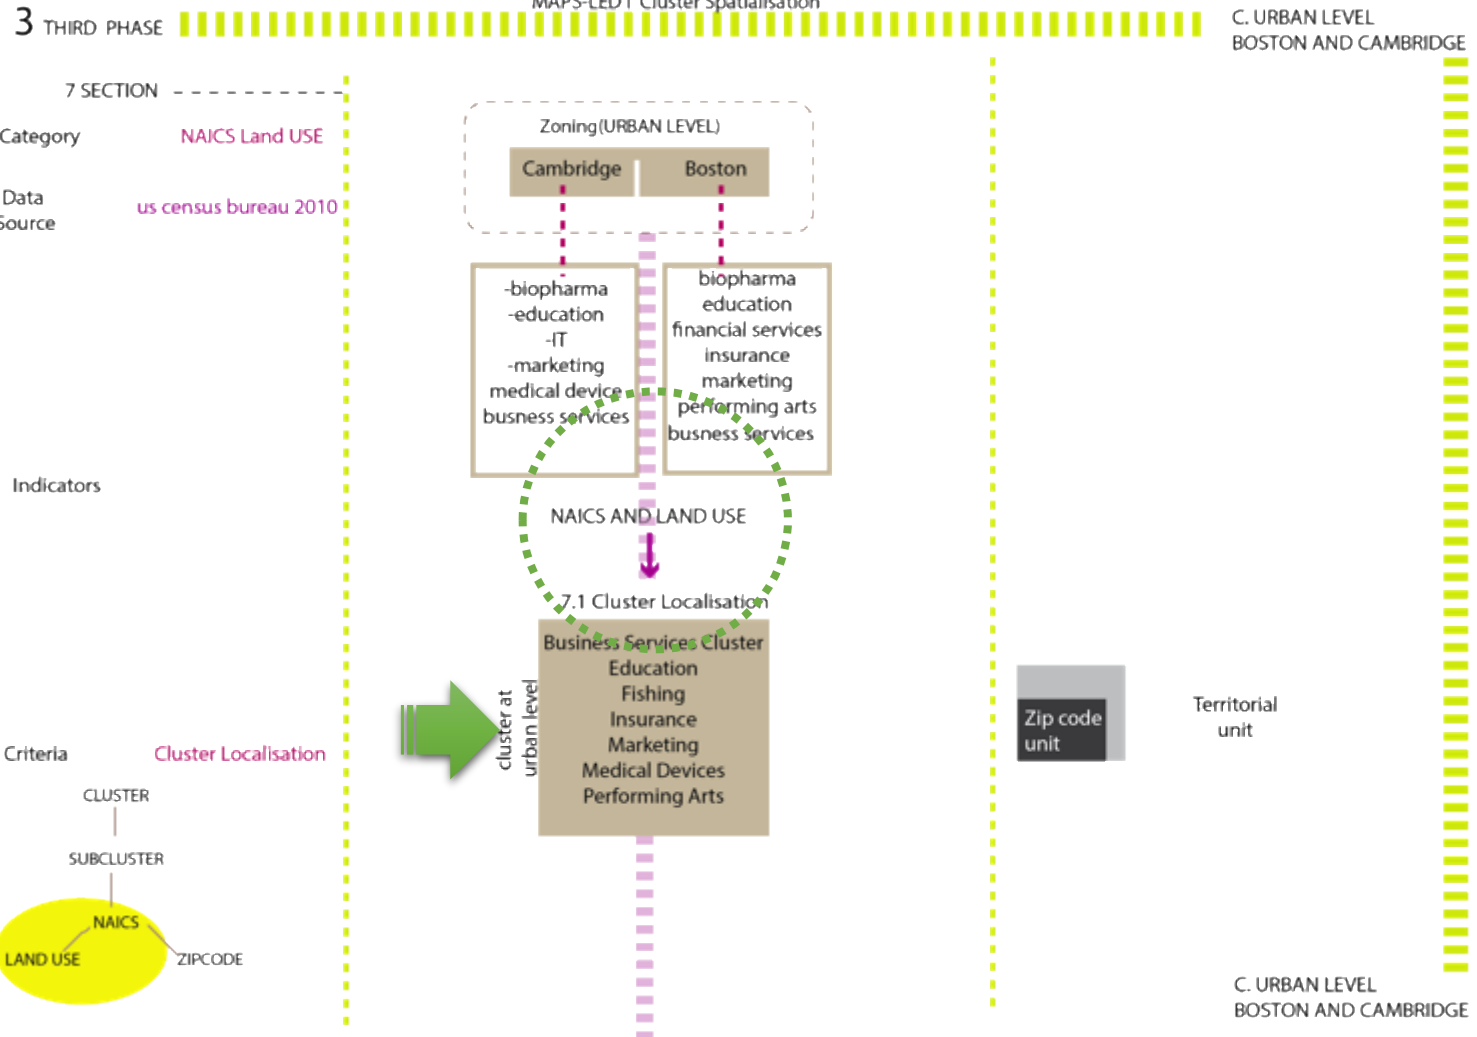 MAPS-LED1 Cluster Spatialisation
3 THIRD PHASE
C. URBAN LEVEL
BOSTON AND CAMBRIDGE
7 SECTION
Category
NAICS Land USE
Data
Source
us census bureau 2010
Zoning(URBAN LEVEL)
Cambridge
Boston
-biopharma
-education
-IT
-marketing
medical device
busness services
biopharma
education
financial services
insurance
marketing
performing arts
busness services
Indicators
NAICS AND LAND USE
7.1 Cluster Localisation
Business Services Cluster
Education
Fishing
Insurance
Marketing
Medical Devices
Performing Arts
cluster at
urban level
Zip code
unit
Territorial
unit
Criteria
Cluster Localisation
CLUSTER
SUBCLUSTER
NAICS
LAND USE
ZIPCODE
C. URBAN LEVEL
BOSTON AND CAMBRIDGE